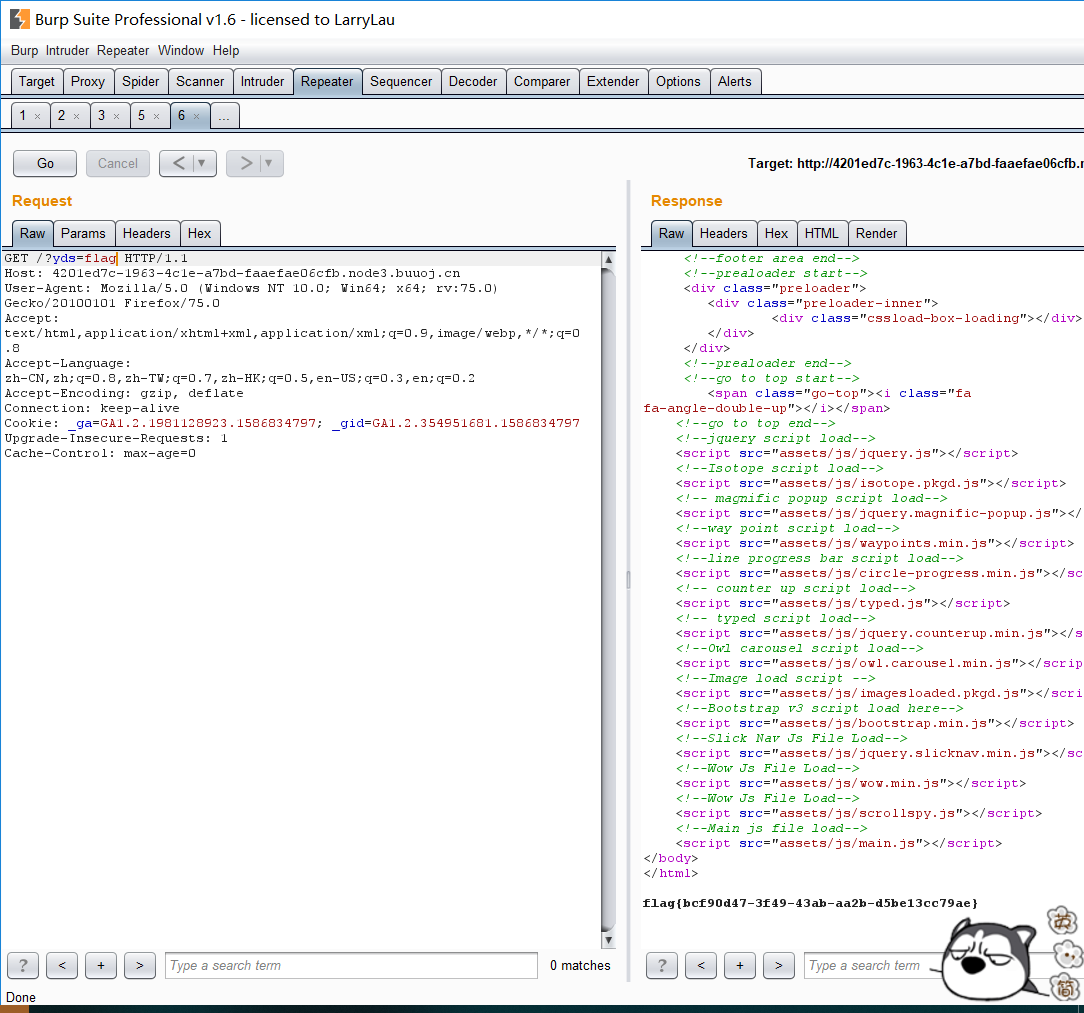 Burp Suite Professional v1.6 - licensed to LarryLau
Burp Intruder Repeater Window Help
Target Proxy Spider Scanner Intruder Repeater Sequencer Decoder Comparer Extender Options Alerts
1 × 2 × 3 × 5 × 6 × ...
Go Cancel < ▼ > ▼ Target: http://4201ed7c-1963-4c1e-a7bd-faaefae06cfb.n
Request
Raw Params Headers Hex
GET /?yds=flag HTTP/1.1
Host: 4201ed7c-1963-4c1e-a7bd-faaefae06cfb.node3.buuoj.cn
User-Agent: Mozilla/5.0 (Windows NT 10.0; Win64; x64; rv:75.0)
Gecko/20100101 Firefox/75.0
Accept:
text/html,application/xhtml+xml,application/xml;q=0.9,image/webp,*/*;q=0
.8
Accept-Language:
zh-CN,zh;q=0.8,zh-TW;q=0.7,zh-HK;q=0.5,en-US;q=0.3,en;q=0.2
Accept-Encoding: gzip, deflate
Connection: keep-alive
Cookie: _ga=GA1.2.1981128923.1586834797; _gid=GA1.2.354951681.1586834797
Upgrade-Insecure-Requests: 1
Cache-Control: max-age=0
? < + > Type a search term 0 matches
Response
Raw Headers Hex HTML Render
<!--footer area end-->
<!--prealoader start-->
<div class="preloader">
<div class="preloader-inner">
<div class="cssload-box-loading"></div>
</div>
</div>
<!--prealoader end-->
<!--go to top start-->
<span class="go-top"><i class="fa
fa-angle-double-up"></i></span>
<!--go to top end-->
<!--jquery script load-->
<script src="assets/js/jquery.js"></script>
<!--Isotope script load-->
<script src="assets/js/isotope.pkgd.js"></script>
<!-- magnific popup script load-->
<script src="assets/js/jquery.magnific-popup.js"></
<!--way point script load-->
<script src="assets/js/waypoints.min.js"></script>
<!--line progress bar script load-->
<script src="assets/js/circle-progress.min.js"></sc
<!-- counter up script load-->
<script src="assets/js/typed.js"></script>
<!-- typed script load-->
<script src="assets/js/jquery.counterup.min.js"></s
<!--Owl carousel script load-->
<script src="assets/js/owl.carousel.min.js"></scrip
<!--Image load script -->
<script src="assets/js/imagesloaded.pkgd.js"></scri
<!--Bootstrap v3 script load here-->
<script src="assets/js/bootstrap.min.js"></script>
<!--Slick Nav Js File Load-->
<script src="assets/js/jquery.slicknav.min.js"></sc
<!--Wow Js File Load-->
<script src="assets/js/wow.min.js"></script>
<!--Wow Js File Load-->
<script src="assets/js/scrollspy.js"></script>
<!--Main js file load-->
<script src="assets/js/main.js"></script>
</body>
</html>
flag{bcf90d47-3f49-43ab-aa2b-d5be13cc79ae}
英
简
? < + > Type a search term
Done